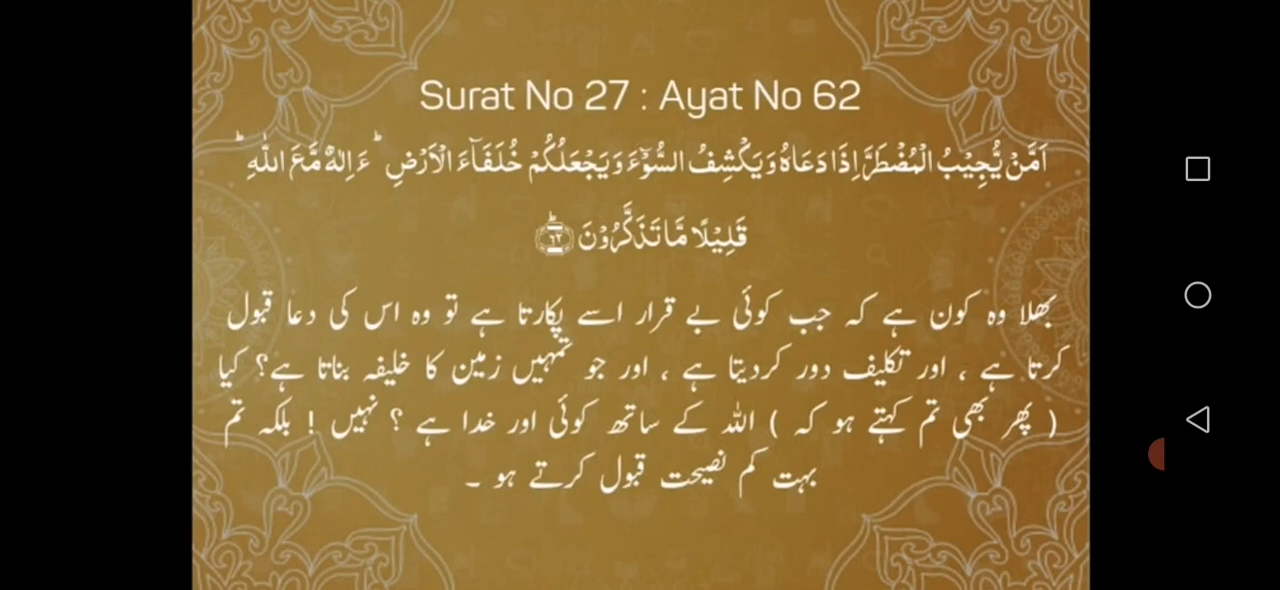 Surat No 27 : Ayat No 62
اَمَّنْ يُّجِيْبُ الْمُضْطَرَّ اِذَا دَعَاهُ وَيَكْشِفُ السُّوْٓءَ وَيَجْعَلُكُمْ خُلَفَآءَ الْاَرْضِ ؕ ءَاِلٰهٌ مَّعَ اللّٰهِ ؕ
قَلِيْلًا مَّا تَذَكَّرُوْنَ ﴿۶۲﴾ؕ
بھلا وہ کون ہے کہ جب کوئی بے قرار اسے پکارتا ہے تو وہ اس کی دعا قبول
کرتا ہے ، اور تکلیف دور کردیتا ہے ، اور جو تمہیں زمین کا خلیفہ بناتا ہے؟ کیا
( پھر بھی تم کہتے ہو کہ ) اللہ کے ساتھ کوئی اور خدا ہے ؟ نہیں ! بلکہ تم
بہت کم نصیحت قبول کرتے ہو ۔